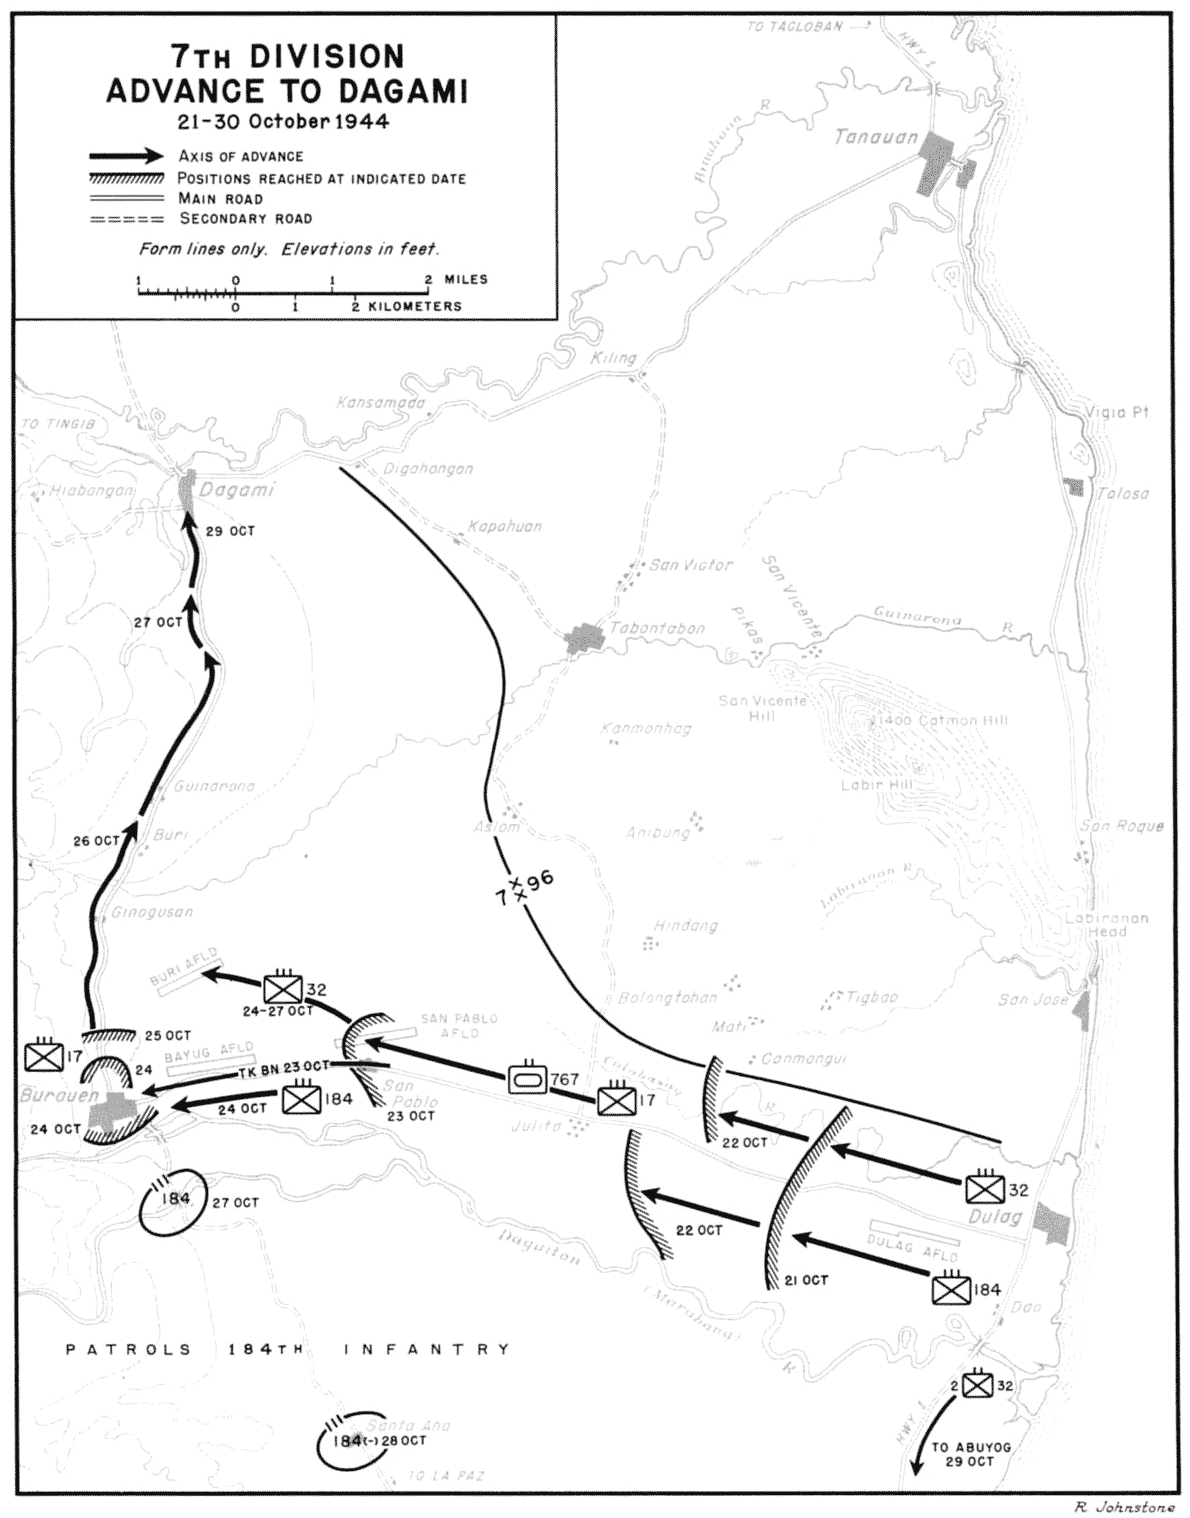 7TH DIVISION
ADVANCE TO DAGAMI
21-30 October 1944
AXIS OF ADVANCE
POSITIONS REACHED AT INDICATED DATE
MAIN ROAD
SECONDARY ROAD
Form lines only. Elevations in feet.
1 0 1 2 MILES
0 1 2 KILOMETERS
TO TACLOBAN
HWY 1
Binahaan R
Tanauan
Kiling
Kansamada
TO TINGIB
Vigia Pt.
Digahongan
Hiabangan
Dagami
Tolosa
29 OCT
Kapahuan
San Victor
San Vicente
Pikas
Guinarona R
27 OCT
Tabontabon
San Vicente
Hill
1400 Catmon Hill
Kanmonhag
Labir Hill
Guinarona
Aslom
Anibung
San Roque
26 OCT
Buri
7 XX 96
Labiranan R
Ginagusan
Hindang
Labiranan
Head
BURI AFLD
32
24-27 OCT
Bolongtohan
Tigbao
San Jose
SAN PABLO
AFLD
Mati
25 OCT
17
BAYUG AFLD
24
TK BN 23 OCT
767
17
Canmangui
Calabasag R
Burauen
184
24 OCT
San
Pablo
23 OCT
Julita
24 OCT
22 OCT
32
184
27 OCT
Dulag
22 OCT
DULAG AFLD
Daguitan
(Marabang)
R
21 OCT
184
Dao
PATROLS 184TH INFANTRY
2 32
HWY 1
Santa Ana
184(-) 28 OCT
TO ABUYOG
29 OCT
TO LA PAZ
R. Johnstone